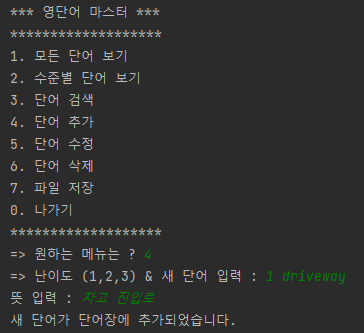 *** 영단어 마스터 ***
*******************
1. 모든 단어 보기
2. 수준별 단어 보기
3. 단어 검색
4. 단어 추가
5. 단어 수정
6. 단어 삭제
7. 파일 저장
0. 나가기
*******************
=> 원하는 메뉴는 ? 4
=> 난이도 (1,2,3) & 새 단어 입력 : 1 driveway
뜻 입력 : 차고 진입로
새 단어가 단어장에 추가되었습니다.